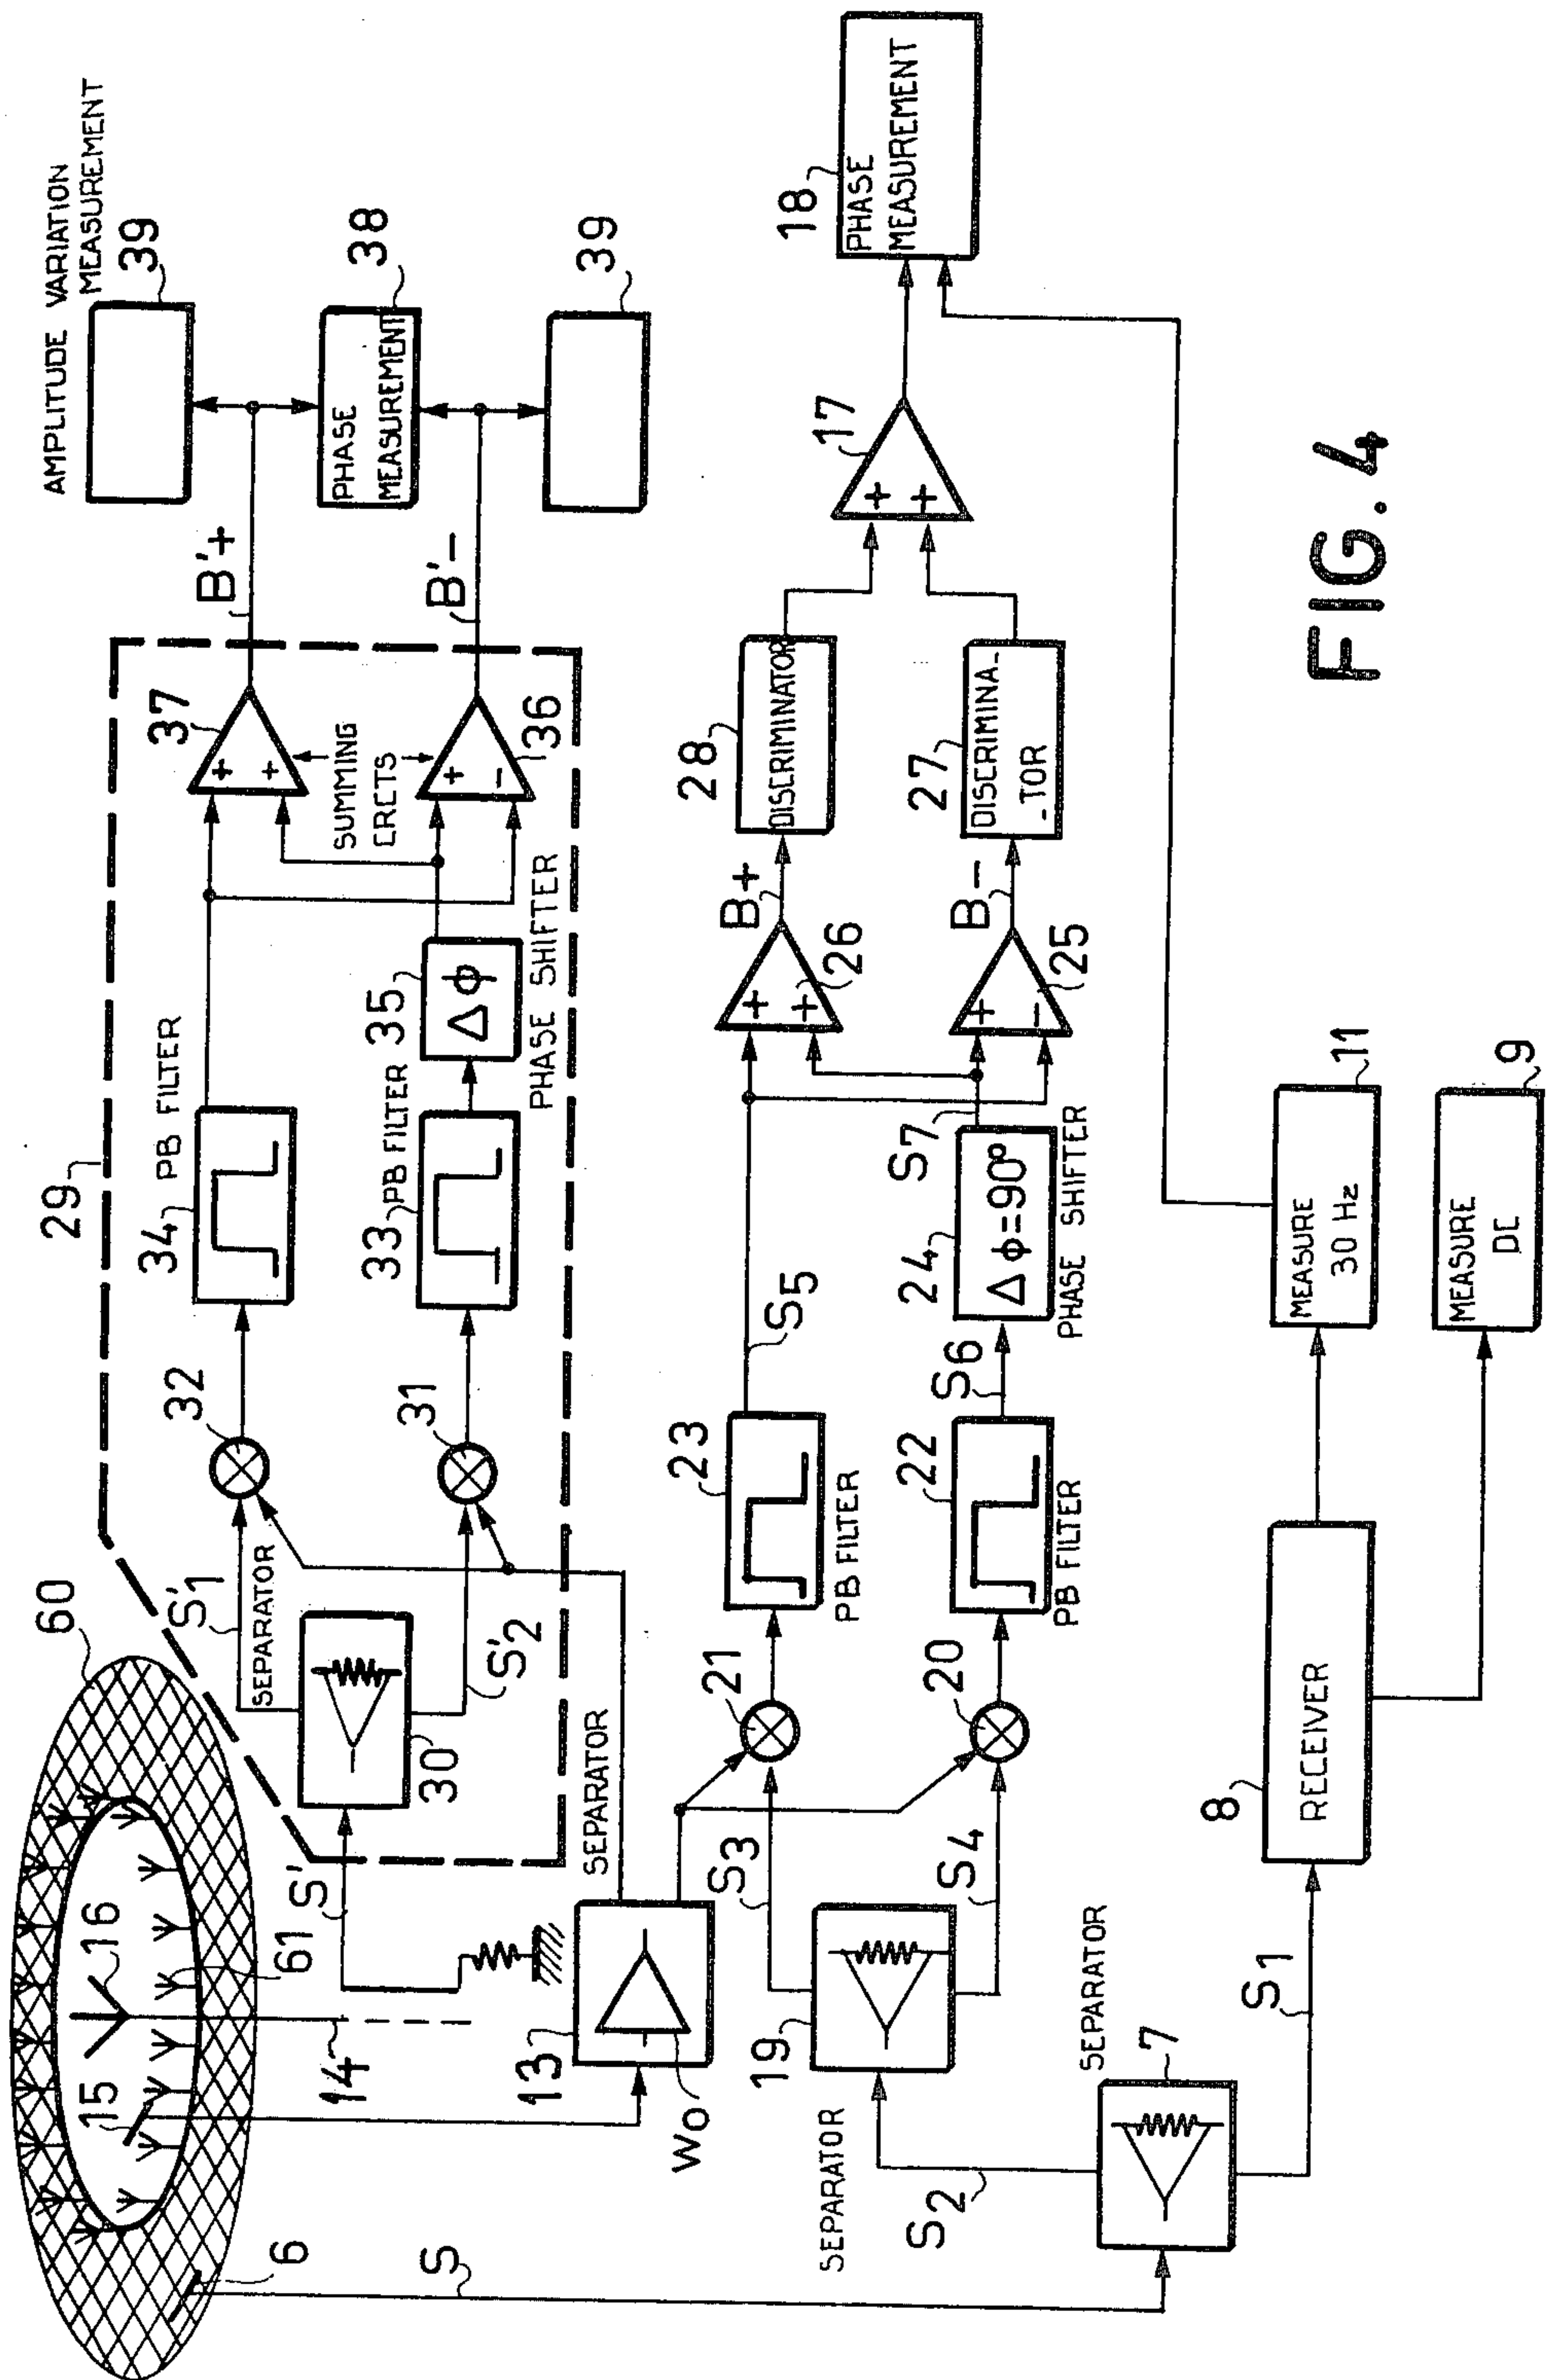 AMPLITUDE VARIATION
MEASUREMENT
39
38
PHASE
MEASUREMENT
39
B'+
B'-
29
37
+
+
SUMMING
CRCTS
36
+
-
34
PB FILTER
35
Δϕ
PHASE SHIFTER
33
PB FILTER
32
31
S'1
SEPARATOR
S'2
30
60
S'
16
61
15
14
6
S
SEPARATOR
13
Wo
18
PHASE
MEASUREMENT
17
+
+
28
DISCRIMINATOR
27
DISCRIMINA_
_TOR
B+
B-
+
+
26
+
-
25
S7
24
Δϕ=90°
PHASE SHIFTER
S5
S6
23
PB FILTER
22
PB FILTER
21
20
S3
S4
19
SEPARATOR
S2
SEPARATOR
7
S1
8
RECEIVER
MEASURE
30 Hz
11
MEASURE
DC
9
FIG. 4